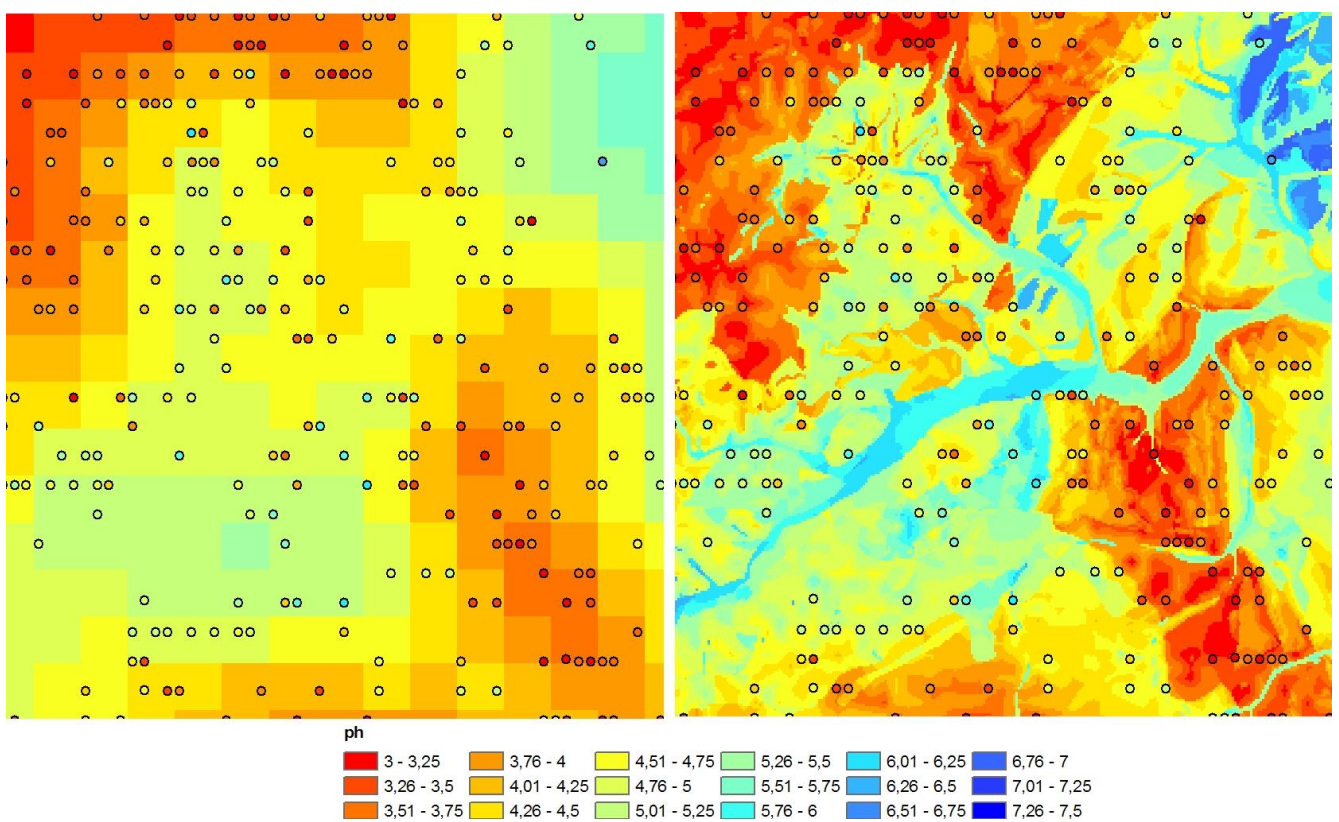 ph
3 - 3,25 3,76 - 4 4,51 - 4,75 5,26 - 5,5 6,01 - 6,25 6,76 - 7
3,26 - 3,5 4,01 - 4,25 4,76 - 5 5,51 - 5,75 6,26 - 6,5 7,01 - 7,25
3,51 - 3,75 4,26 - 4,5 5,01 - 5,25 5,76 - 6 6,51 - 6,75 7,26 - 7,5